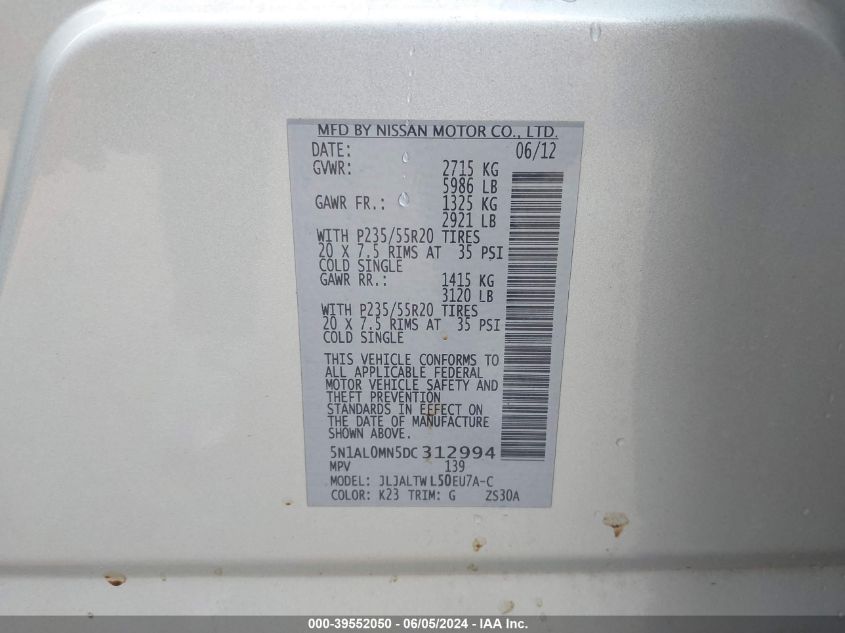 MFD BY NISSAN MOTOR CO., LTD.
DATE: 06/12
GVWR: 2715 KG
5986 LB
GAWR FR.: 1325 KG
2921 LB
WITH P235/55R20 TIRES
20 X 7.5 RIMS AT 35 PSI
COLD SINGLE
GAWR RR.: 1415 KG
3120 LB
WITH P235/55R20 TIRES
20 X 7.5 RIMS AT 35 PSI
COLD SINGLE
THIS VEHICLE CONFORMS TO
ALL APPLICABLE FEDERAL
MOTOR VEHICLE SAFETY AND
THEFT PREVENTION
STANDARDS IN EFFECT ON
THE DATE OF MANUFACTURE
SHOWN ABOVE.
5N1AL0MN5DC312994
MPV 139
MODEL: JLJALTWL50EU7A-C
COLOR: K23 TRIM: G ZS30A
000-39552050 - 06/05/2024 - IAA Inc.